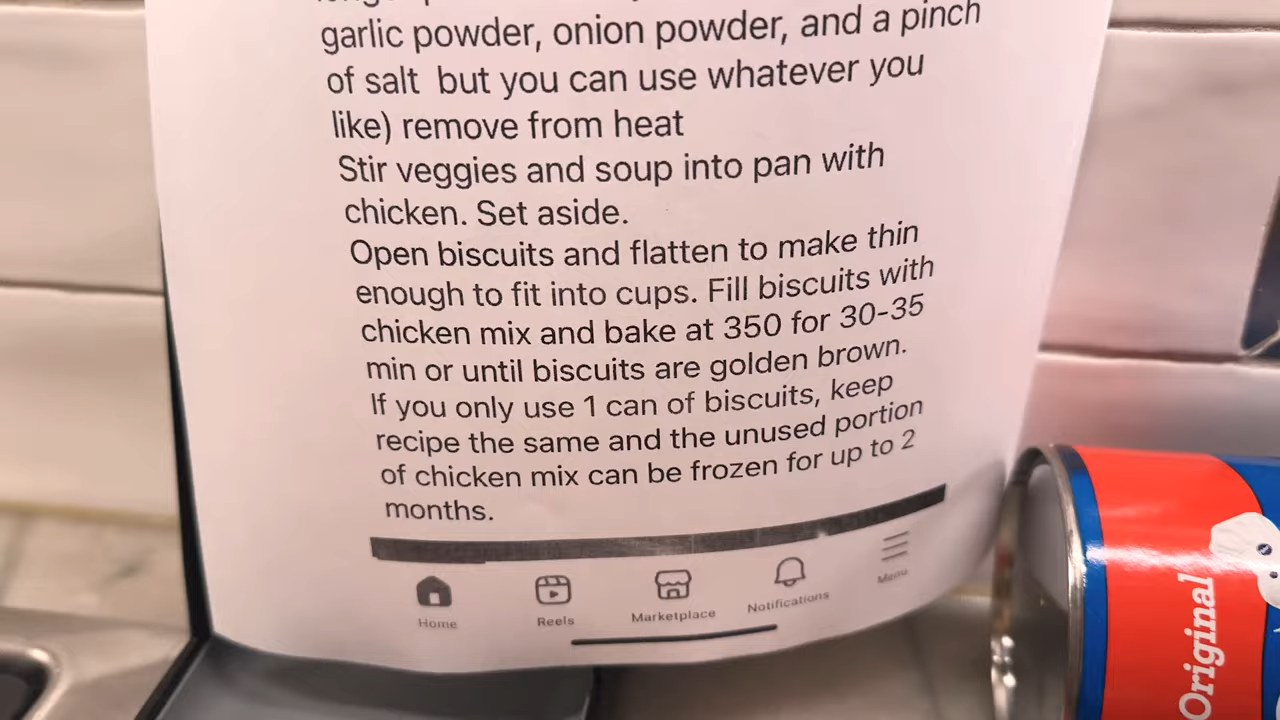 garlic powder, onion powder, and a pinch
of salt but you can use whatever you
like) remove from heat
Stir veggies and soup into pan with
chicken. Set aside.
Open biscuits and flatten to make thin
enough to fit into cups. Fill biscuits with
chicken mix and bake at 350 for 30-35
min or until biscuits are golden brown.
If you only use 1 can of biscuits, keep
recipe the same and the unused portion
of chicken mix can be frozen for up to 2
months.
Home Reels Marketplace Notifications Menu
Original